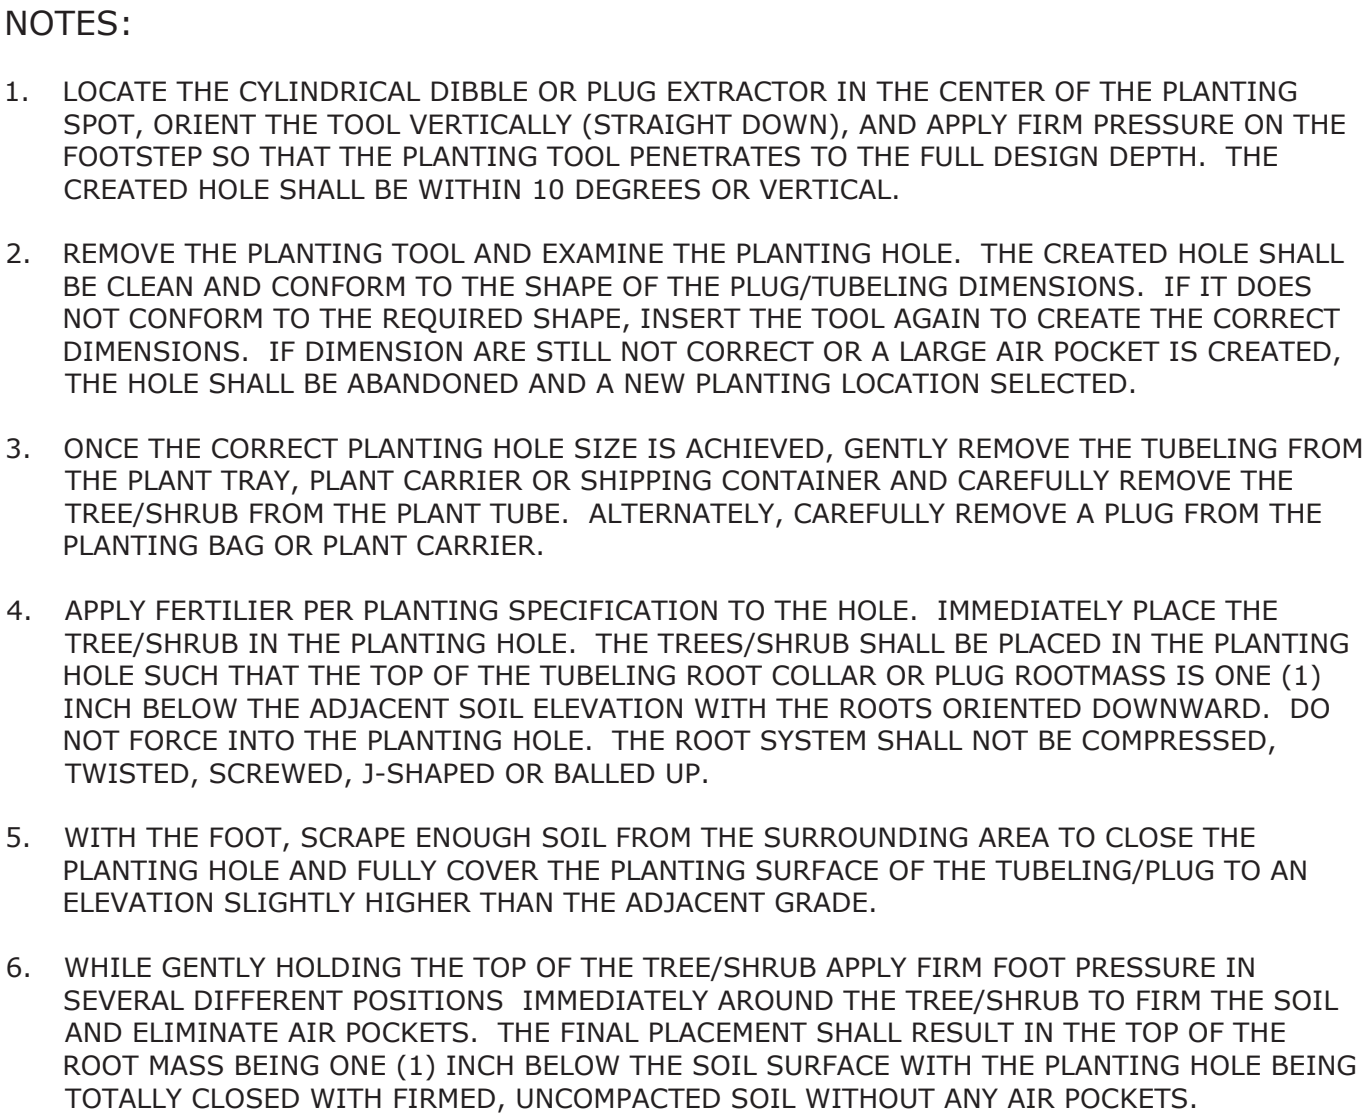 NOTES:
1. LOCATE THE CYLINDRICAL DIBBLE OR PLUG EXTRACTOR IN THE CENTER OF THE PLANTING
SPOT, ORIENT THE TOOL VERTICALLY (STRAIGHT DOWN), AND APPLY FIRM PRESSURE ON THE
FOOTSTEP SO THAT THE PLANTING TOOL PENETRATES TO THE FULL DESIGN DEPTH. THE
CREATED HOLE SHALL BE WITHIN 10 DEGREES OR VERTICAL.
2. REMOVE THE PLANTING TOOL AND EXAMINE THE PLANTING HOLE. THE CREATED HOLE SHALL
BE CLEAN AND CONFORM TO THE SHAPE OF THE PLUG/TUBELING DIMENSIONS. IF IT DOES
NOT CONFORM TO THE REQUIRED SHAPE, INSERT THE TOOL AGAIN TO CREATE THE CORRECT
DIMENSIONS. IF DIMENSION ARE STILL NOT CORRECT OR A LARGE AIR POCKET IS CREATED,
THE HOLE SHALL BE ABANDONED AND A NEW PLANTING LOCATION SELECTED.
3. ONCE THE CORRECT PLANTING HOLE SIZE IS ACHIEVED, GENTLY REMOVE THE TUBELING FROM
THE PLANT TRAY, PLANT CARRIER OR SHIPPING CONTAINER AND CAREFULLY REMOVE THE
TREE/SHRUB FROM THE PLANT TUBE. ALTERNATELY, CAREFULLY REMOVE A PLUG FROM THE
PLANTING BAG OR PLANT CARRIER.
4. APPLY FERTILIER PER PLANTING SPECIFICATION TO THE HOLE. IMMEDIATELY PLACE THE
TREE/SHRUB IN THE PLANTING HOLE. THE TREES/SHRUB SHALL BE PLACED IN THE PLANTING
HOLE SUCH THAT THE TOP OF THE TUBELING ROOT COLLAR OR PLUG ROOTMASS IS ONE (1)
INCH BELOW THE ADJACENT SOIL ELEVATION WITH THE ROOTS ORIENTED DOWNWARD. DO
NOT FORCE INTO THE PLANTING HOLE. THE ROOT SYSTEM SHALL NOT BE COMPRESSED,
TWISTED, SCREWED, J-SHAPED OR BALLED UP.
5. WITH THE FOOT, SCRAPE ENOUGH SOIL FROM THE SURROUNDING AREA TO CLOSE THE
PLANTING HOLE AND FULLY COVER THE PLANTING SURFACE OF THE TUBELING/PLUG TO AN
ELEVATION SLIGHTLY HIGHER THAN THE ADJACENT GRADE.
6. WHILE GENTLY HOLDING THE TOP OF THE TREE/SHRUB APPLY FIRM FOOT PRESSURE IN
SEVERAL DIFFERENT POSITIONS IMMEDIATELY AROUND THE TREE/SHRUB TO FIRM THE SOIL
AND ELIMINATE AIR POCKETS. THE FINAL PLACEMENT SHALL RESULT IN THE TOP OF THE
ROOT MASS BEING ONE (1) INCH BELOW THE SOIL SURFACE WITH THE PLANTING HOLE BEING
TOTALLY CLOSED WITH FIRMED, UNCOMPACTED SOIL WITHOUT ANY AIR POCKETS.